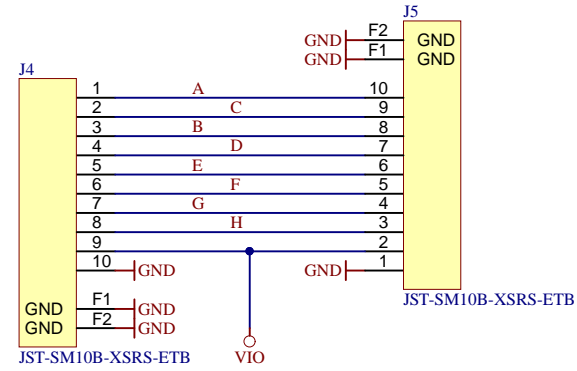 J5
GND F2 GND
GND F1 GND
J4
1 A 10
2 C 9
3 B 8
4 D 7
5 E 6
6 F 5
7 G 4
8 H 3
9 2
10 GND GND 1
JST-SM10B-XSRS-ETB
GND F1 GND
GND F2 GND
JST-SM10B-XSRS-ETB VIO